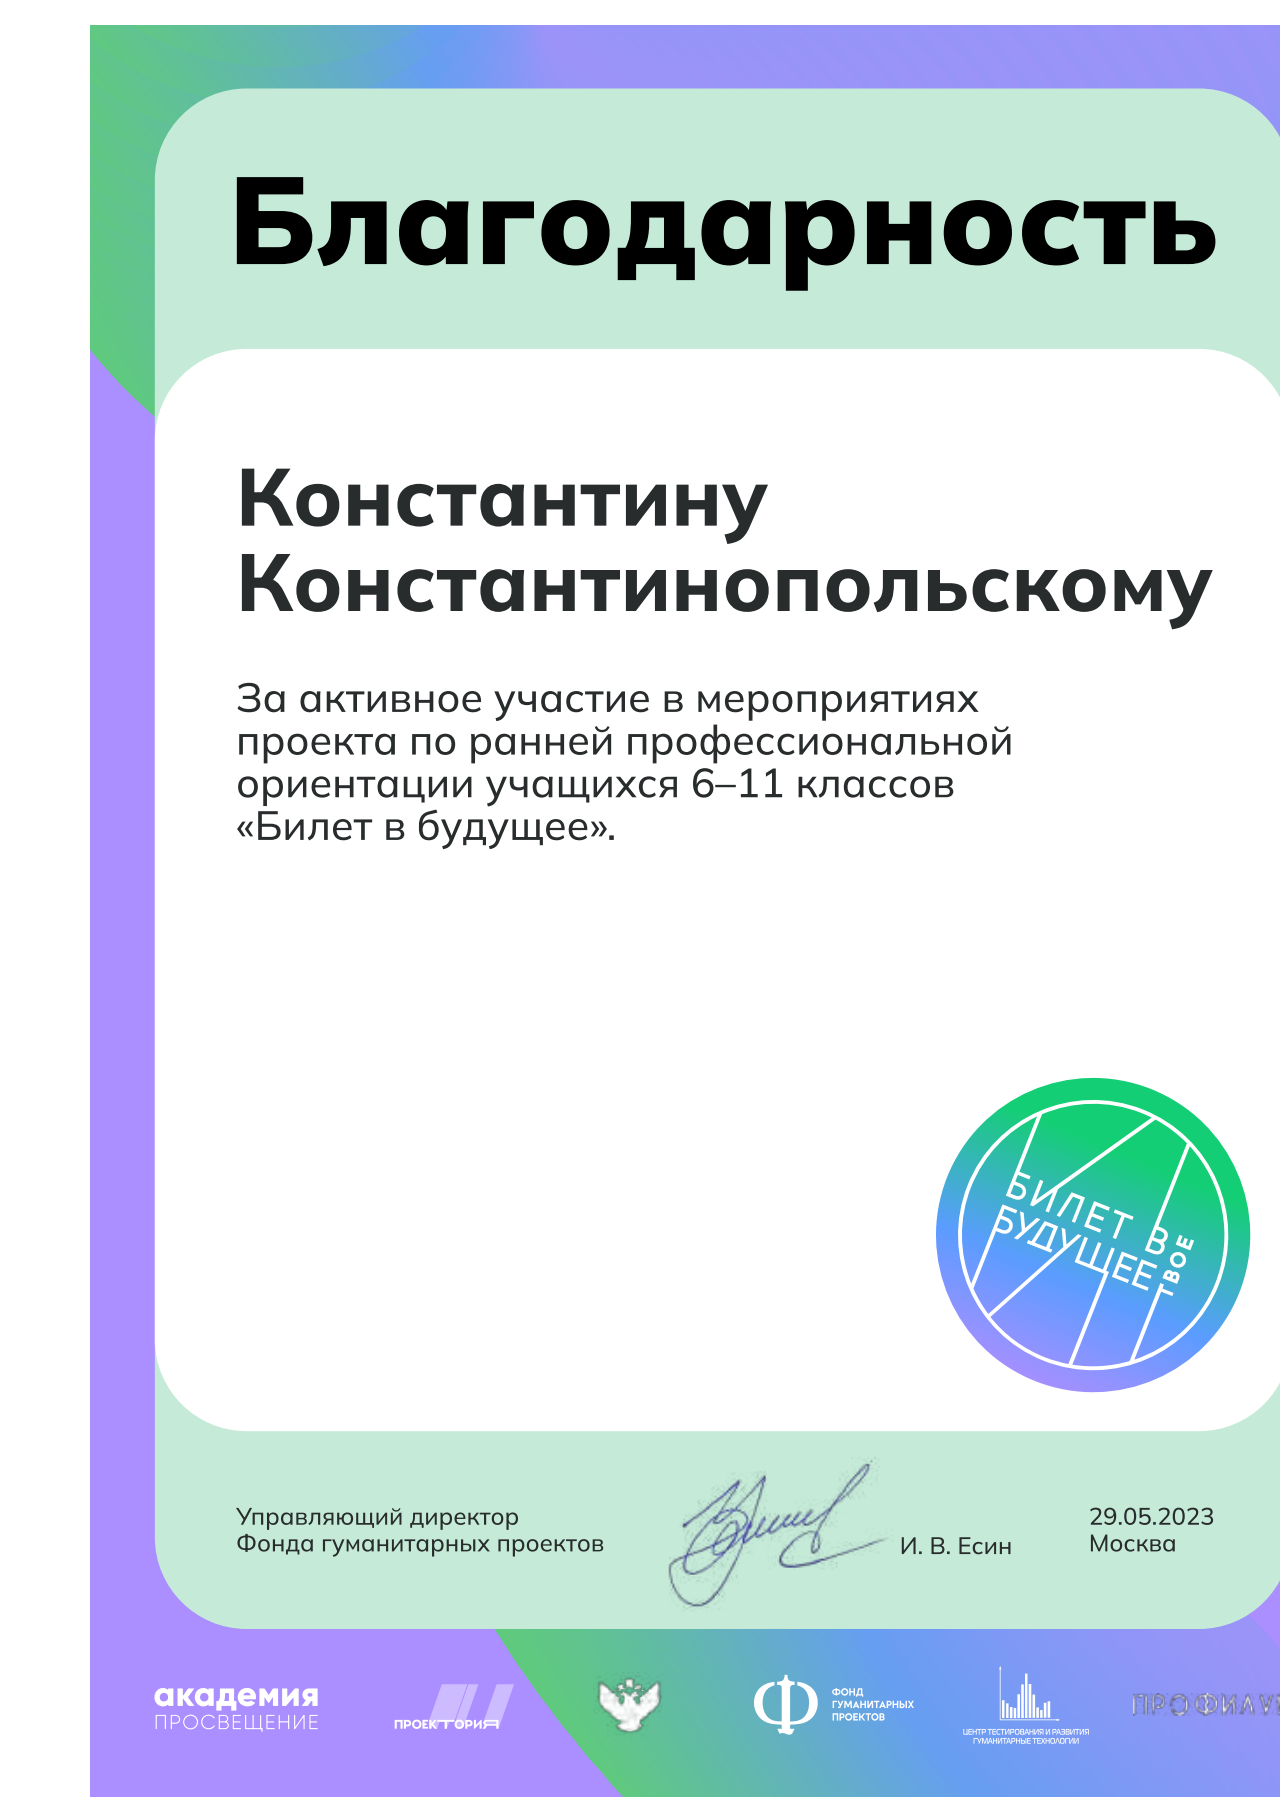 Благодарность
Константину
Константинопольскому
За активное участие в мероприятиях
проекта по ранней профессиональной
ориентации учащихся 6–11 классов
«Билет в будущее».
БИЛЕТ В
БУДУЩЕЕ
ТВОЕ
Управляющий директор
Фонда гуманитарных проектов
И. В. Есин
29.05.2023
Москва
академия
ПРОСВЕЩЕНИЕ
ПРОЕКТОРИЯ
ФОНД
ГУМАНИТАРНЫХ
ПРОЕКТОВ
ЦЕНТР ТЕСТИРОВАНИЯ И РАЗВИТИЯ
ГУМАНИТАРНЫЕ ТЕХНОЛОГИИ